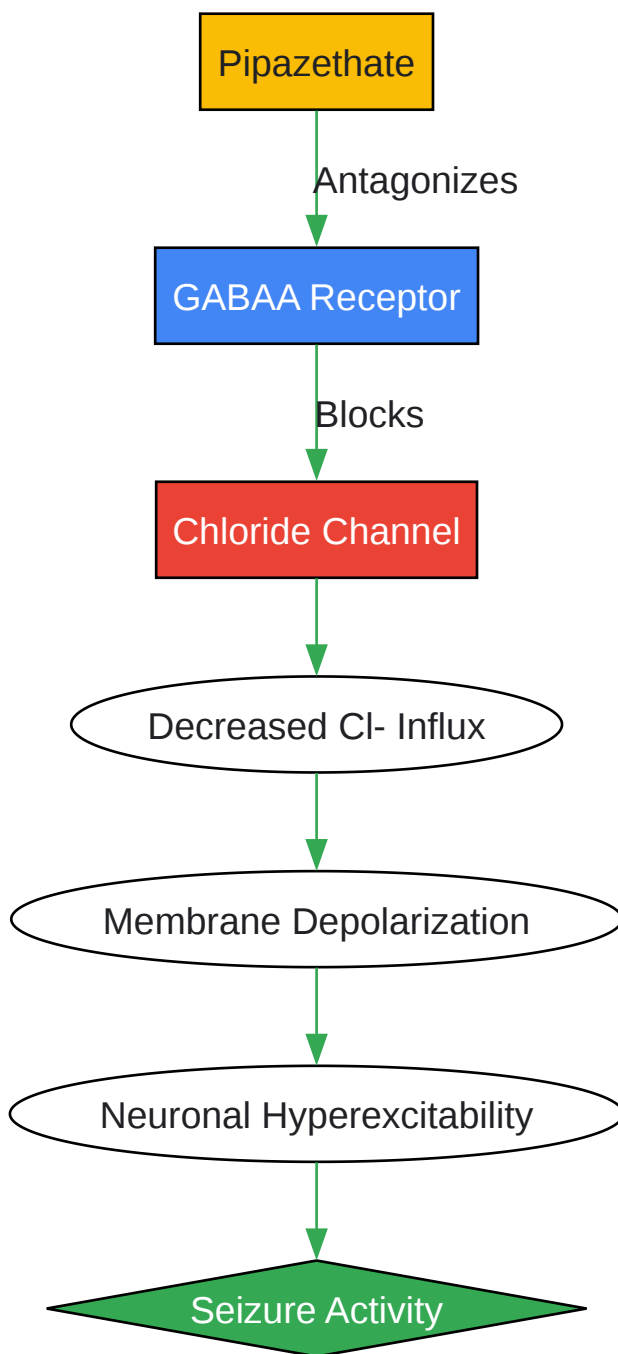 Pipazethate
Antagonizes
GABAA Receptor
Blocks
Chloride Channel
Decreased Cl- Influx
Membrane Depolarization
Neuronal Hyperexcitability
Seizure Activity